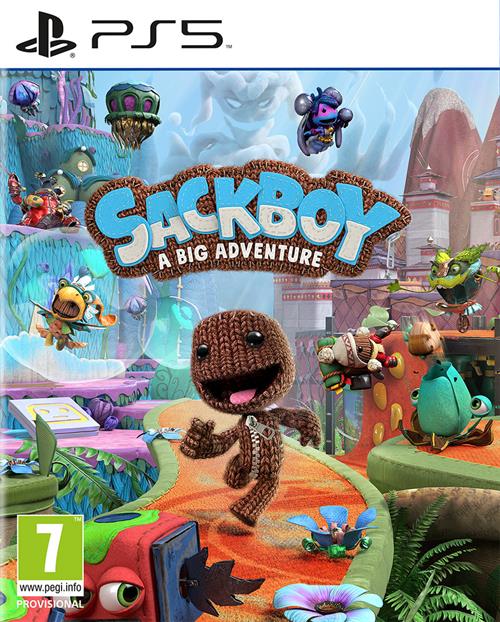 PS5
SACKBOY
A BIG ADVENTURE
7
www.pegi.info
PROVISIONAL